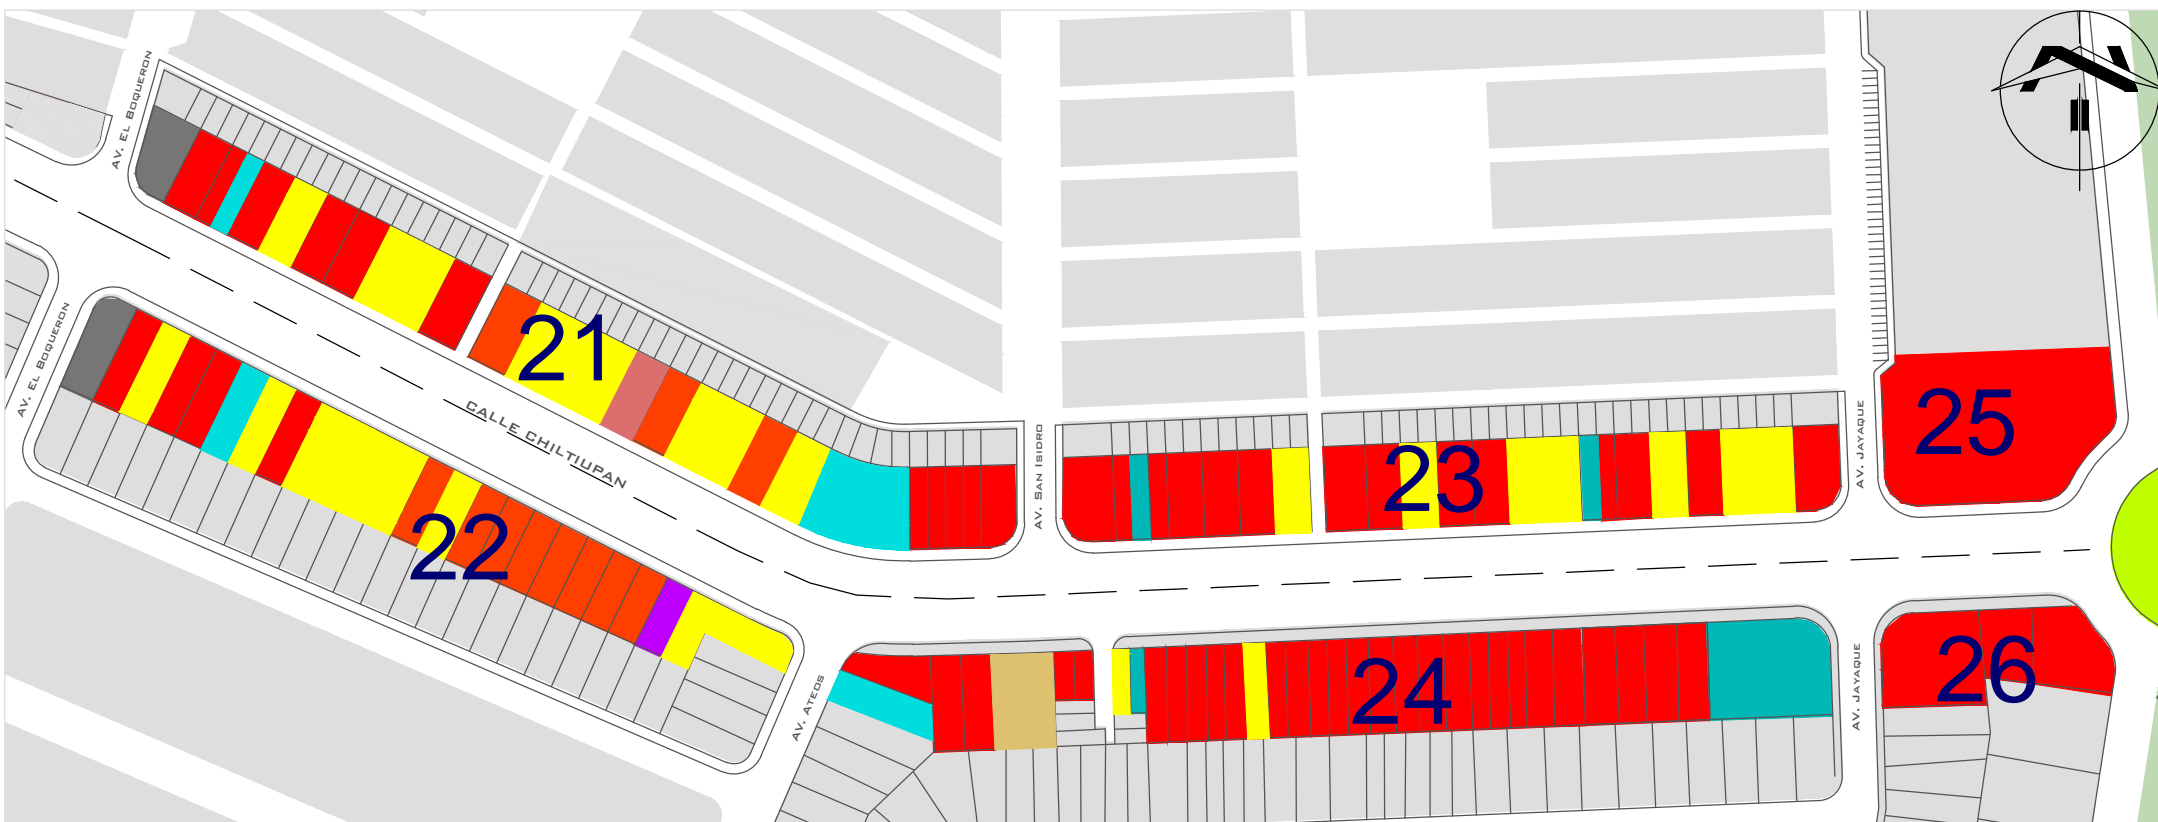 AV. EL BOQUERON
AV. EL BOQUERON
21
CALLE CHILTIUPAN
22
AV. SAN ISIDRO
23
AV. JAYAQUE
25
AV. ATEOS
24
AV. JAYAQUE
26